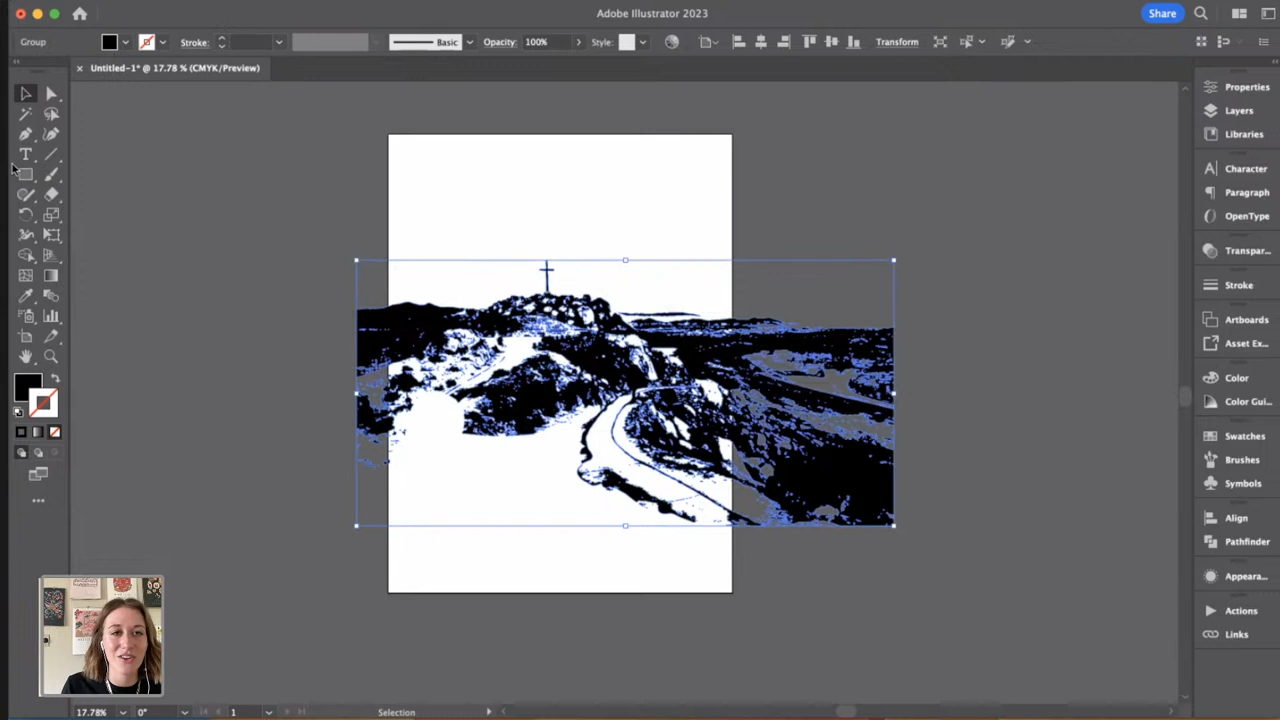 Adobe Illustrator 2023
Share
Group
Stroke:
Basic
Opacity: 100%
Style:
Transform
× Untitled-1* @ 17.78 % (CMYK/Preview)
Properties
Layers
Libraries
Character
Paragraph
OpenType
Transpar...
Stroke
Artboards
Asset Ex...
Color
Color Gui...
Swatches
Brushes
Symbols
Align
Pathfinder
Appeara...
Actions
Links
17.78%
0°
1
Selection